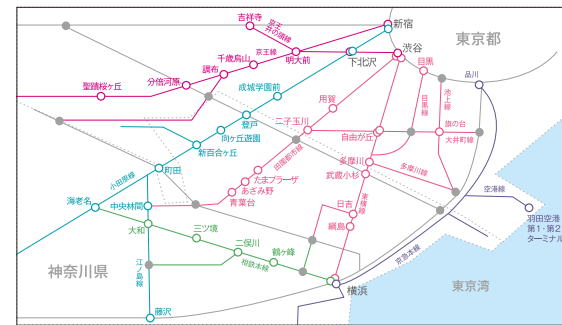 吉祥寺
京王
井の頭線
新宿
東京都
千歳烏山
京王線
明大前
下北沢
渋谷
調布
目黒
品川
聖蹟桜ヶ丘
分倍河原
成城学園前
用賀
目黒線
池上線
登戸
二子玉川
自由が丘
旗の台
大井町線
向ヶ丘遊園
新百合ヶ丘
田園都市線
多摩川
多摩川線
町田
小田原線
たまプラーザ
あざみ野
武蔵小杉
空港線
青葉台
海老名
中央林間
日吉
東横線
羽田空港
第1・第2
ターミナル
大和
三ツ境
綱島
二俣川
鶴ヶ峰
相鉄本線
京急本線
江ノ島線
神奈川県
横浜
東京湾
藤沢